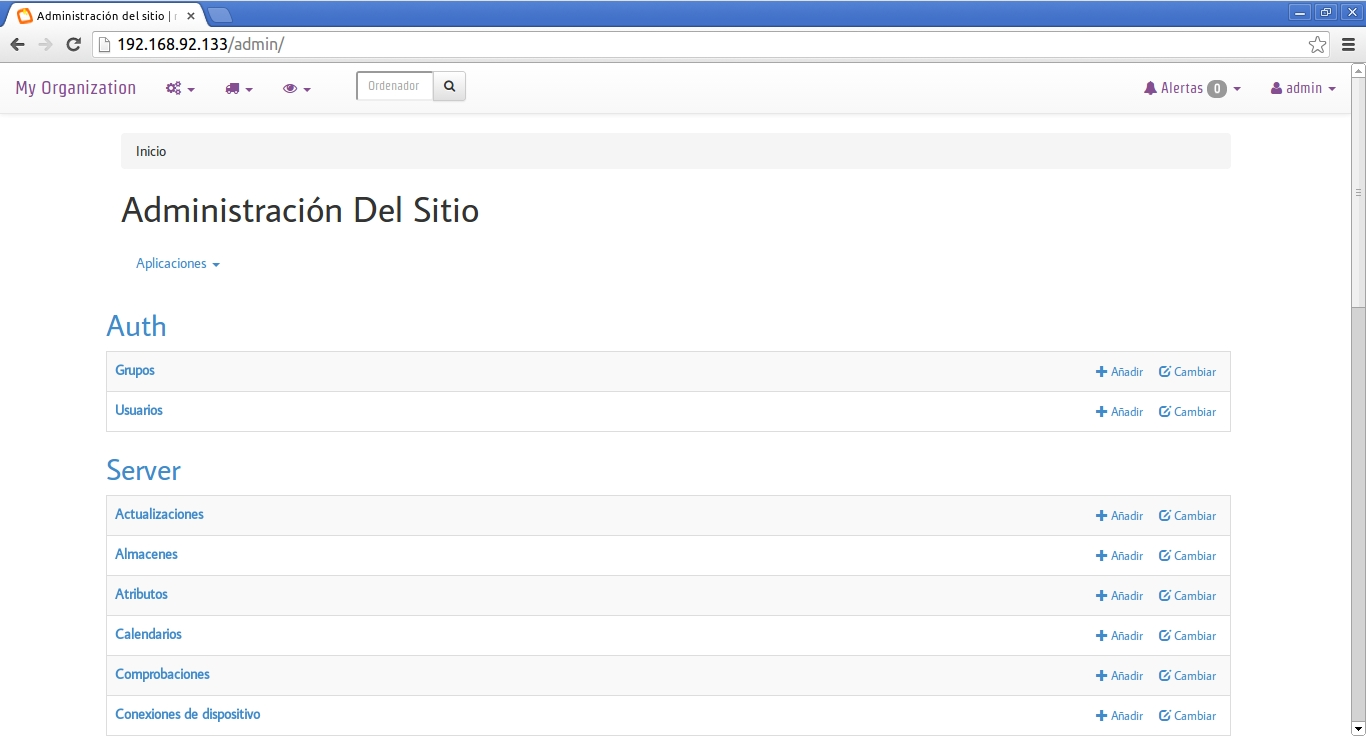 Administración del sitio |
192.168.92.133/admin/
My Organization
Ordenador
Alertas 0
admin
Inicio
Administración Del Sitio
Aplicaciones
Auth
Grupos Añadir Cambiar
Usuarios Añadir Cambiar
Server
Actualizaciones Añadir Cambiar
Almacenes Añadir Cambiar
Atributos Añadir Cambiar
Calendarios Añadir Cambiar
Comprobaciones Añadir Cambiar
Conexiones de dispositivo Añadir Cambiar